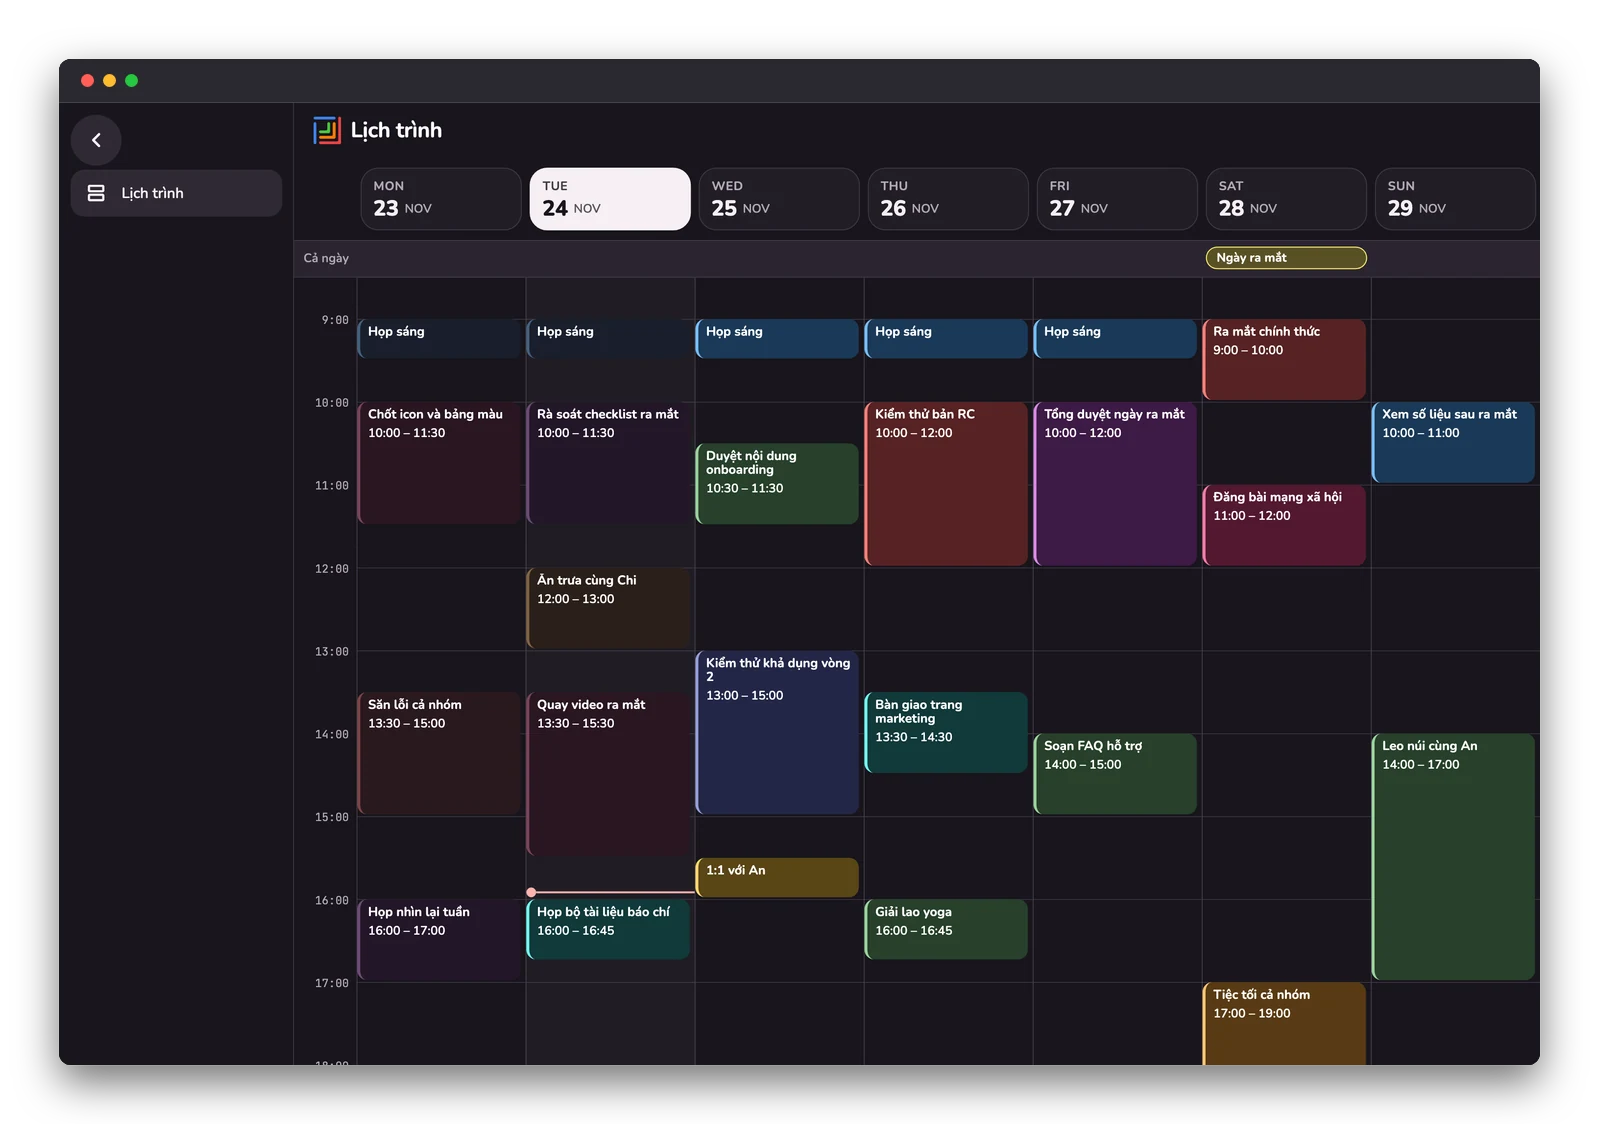 Lịch trình
Lịch trình
MON
23 NOV
TUE
24 NOV
WED
25 NOV
THU
26 NOV
FRI
27 NOV
SAT
28 NOV
SUN
29 NOV
Cả ngày
Ngày ra mắt
9:00
10:00
11:00
12:00
13:00
14:00
15:00
16:00
17:00
18:00
Họp sáng
Chốt icon và bảng màu
10:00 – 11:30
Săn lỗi cả nhóm
13:30 – 15:00
Họp nhìn lại tuần
16:00 – 17:00
Họp sáng
Rà soát checklist ra mắt
10:00 – 11:30
Ăn trưa cùng Chi
12:00 – 13:00
Quay video ra mắt
13:30 – 15:30
Họp bộ tài liệu báo chí
16:00 – 16:45
Họp sáng
Duyệt nội dung
onboarding
10:30 – 11:30
Kiểm thử khả dụng vòng
2
13:00 – 15:00
1:1 với An
Họp sáng
Kiểm thử bản RC
10:00 – 12:00
Bàn giao trang
marketing
13:30 – 14:30
Giải lao yoga
16:00 – 16:45
Họp sáng
Tổng duyệt ngày ra mắt
10:00 – 12:00
Soạn FAQ hỗ trợ
14:00 – 15:00
Ra mắt chính thức
9:00 – 10:00
Đăng bài mạng xã hội
11:00 – 12:00
Tiệc tối cả nhóm
17:00 – 19:00
Xem số liệu sau ra mắt
10:00 – 11:00
Leo núi cùng An
14:00 – 17:00